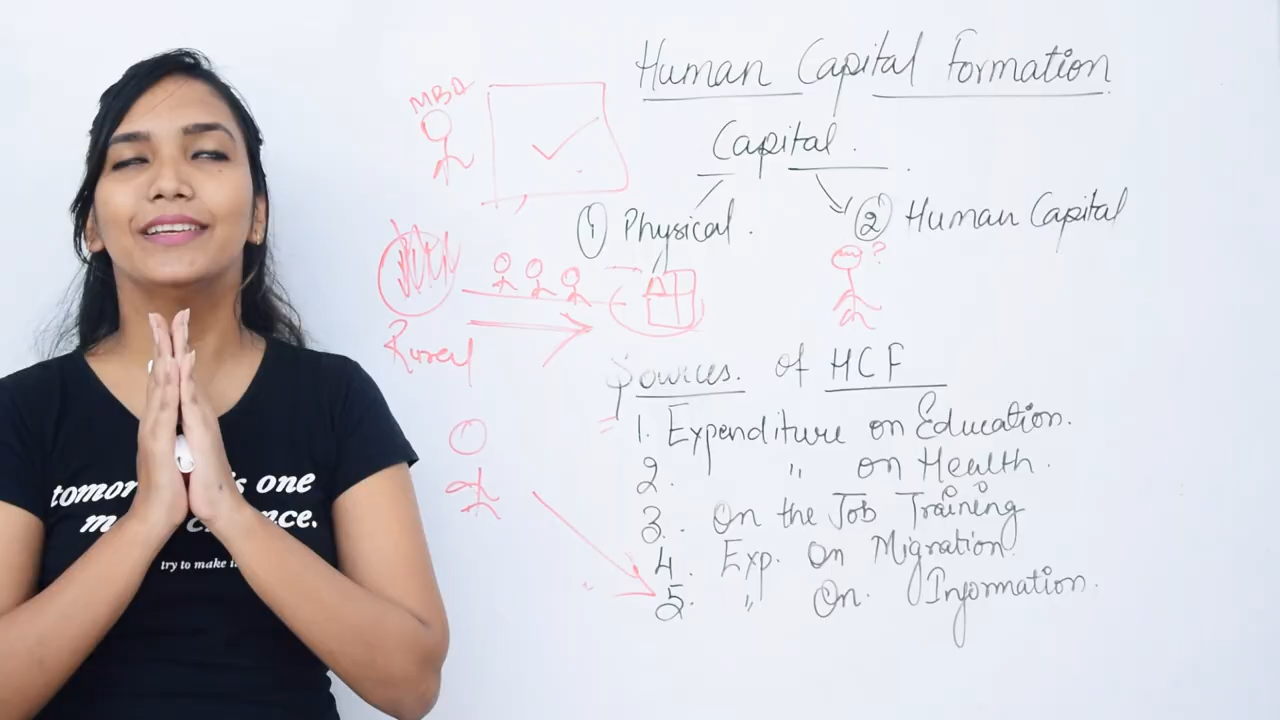 Human Capital Formation
Capital.
① Physical.
② Human Capital
MBA
?
Rural
Sources. of HCF
1. Expenditure on Education.
2. " on Health.
3. On the Job Training
4. Exp. On Migration
5. " On. Information.
is one
try to make